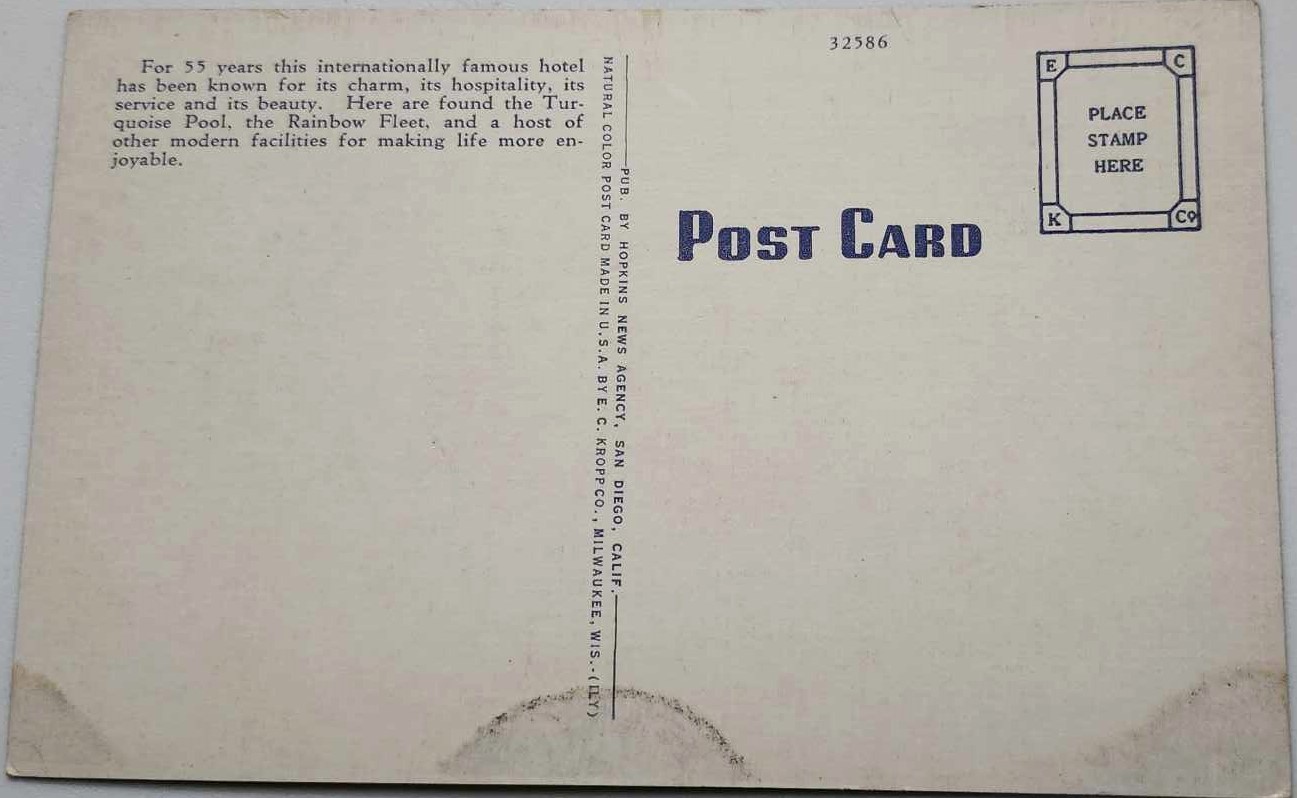 For 55 years this internationally famous hotel
has been known for its charm, its hospitality, its
service and its beauty. Here are found the Tur-
quoise Pool, the Rainbow Fleet, and a host of
other modern facilities for making life more en-
joyable.
NATURAL COLOR POST CARD MADE IN U.S.A. BY E. C. KROPP CO., MILWAUKEE, WIS.-(ILY)
PUB. BY HOPKINS NEWS AGENCY, SAN DIEGO, CALIF.
32586
POST CARD
E C
PLACE
STAMP
HERE
K Co